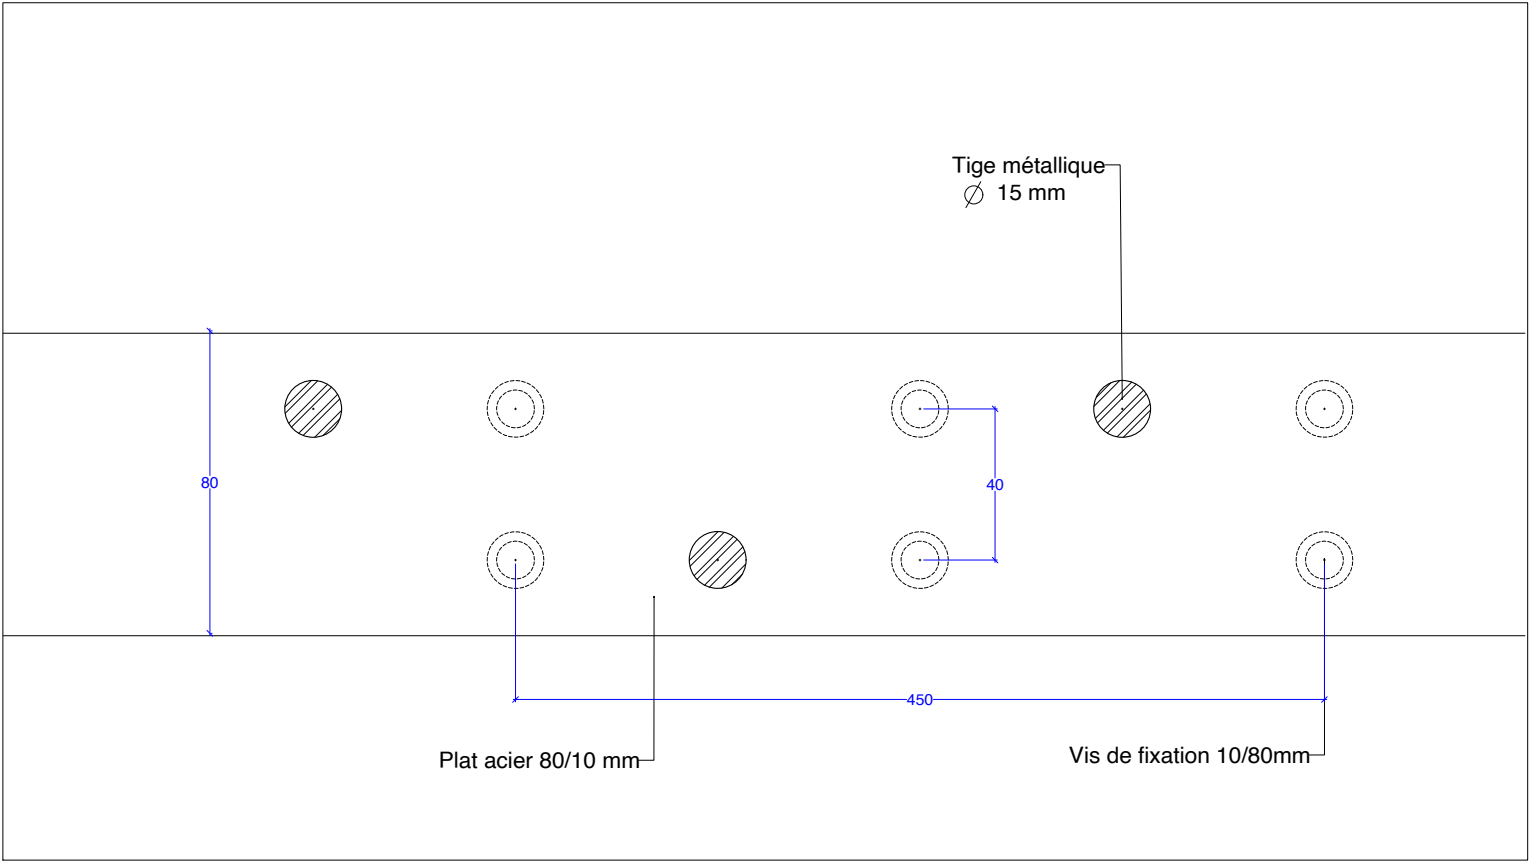 Tige métallique
∅ 15 mm
80
40
450
Plat acier 80/10 mm
Vis de fixation 10/80mm